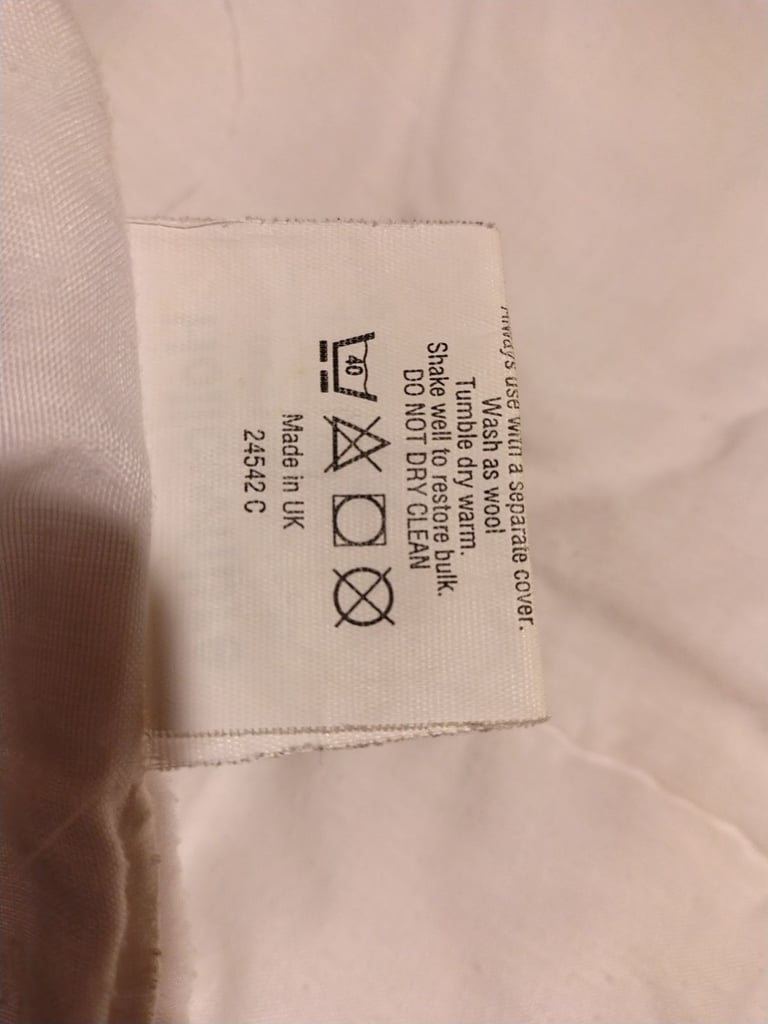 Always use with a separate cover.
Wash as wool
Tumble dry warm.
Shake well to restore bulk.
DO NOT DRY CLEAN
40
Made in UK
24542 C